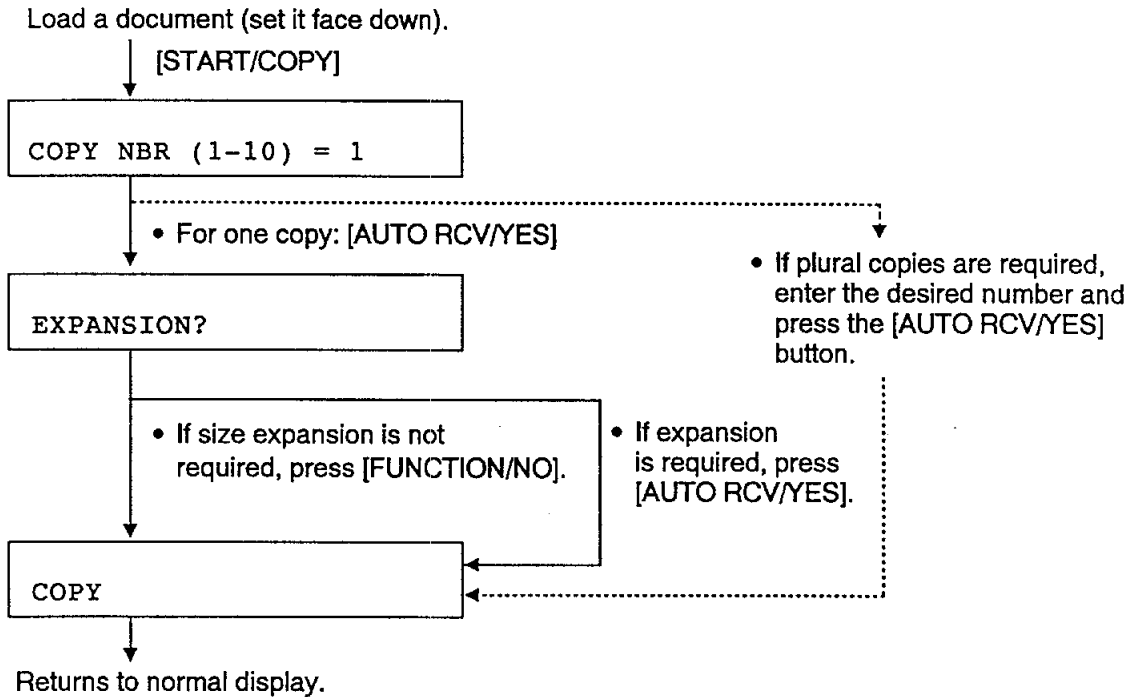 Load a document (set it face down).
[START/COPY]
COPY NBR (1-10) = 1
• For one copy: [AUTO RCV/YES]
• If plural copies are required,
enter the desired number and
press the [AUTO RCV/YES]
button.
EXPANSION?
• If size expansion is not
required, press [FUNCTION/NO].
• If expansion
is required, press
[AUTO RCV/YES].
COPY
Returns to normal display.